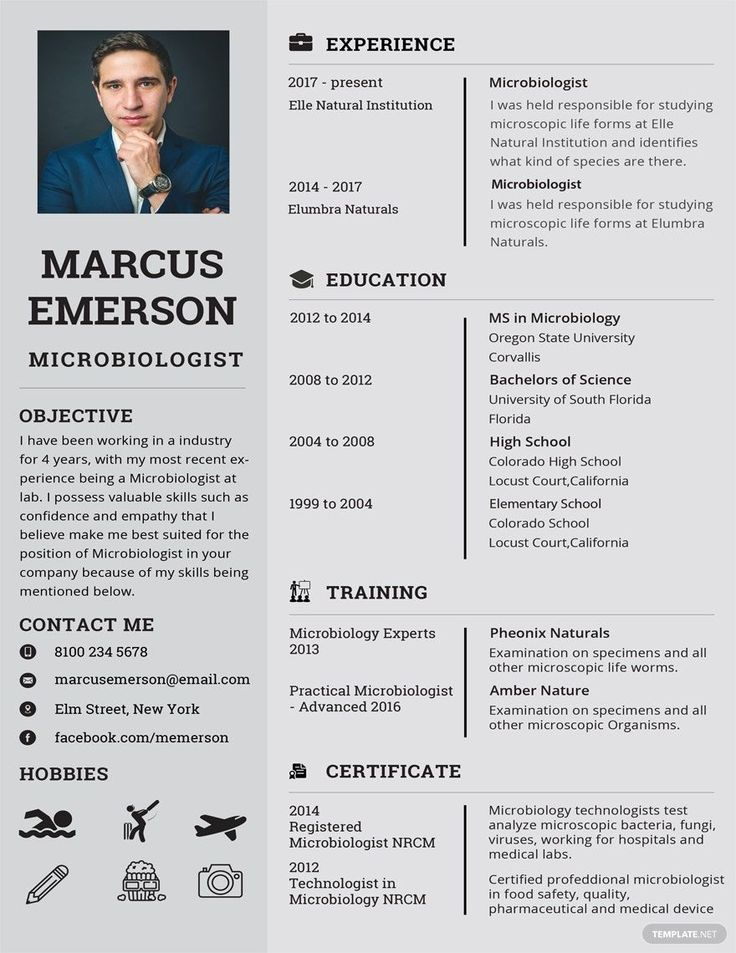 MARCUS
EMERSON
MICROBIOLOGIST
OBJECTIVE
I have been working in a industry
for 4 years, with my most recent ex-
perience being a Microbiologist at
lab. I possess valuable skills such as
confidence and empathy that I
believe make me best suited for the
position of Microbiologist in your
company because of my skills being
mentioned below.
CONTACT ME
8100 234 5678
marcusemerson@email.com
Elm Street, New York
facebook.com/memerson
HOBBIES
EXPERIENCE
2017 - present
Elle Natural Institution
Microbiologist
I was held responsible for studying
microscopic life forms at Elle
Natural Institution and identifies
what kind of species are there.
2014 - 2017
Elumbra Naturals
Microbiologist
I was held responsible for studying
microscopic life forms at Elumbra
Naturals.
EDUCATION
2012 to 2014
MS in Microbiology
Oregon State University
Corvallis
2008 to 2012
Bachelors of Science
University of South Florida
Florida
2004 to 2008
High School
Colorado High School
Locust Court,California
1999 to 2004
Elementary School
Colorado School
Locust Court,California
TRAINING
Microbiology Experts
2013
Pheonix Naturals
Examination on specimens and all
other microscopic life worms.
Practical Microbiologist
- Advanced 2016
Amber Nature
Examination on specimens and all
other microscopic Organisms.
CERTIFICATE
2014
Registered
Microbiologist NRCM
Microbiology technologists test
analyze microscopic bacteria, fungi,
viruses, working for hospitals and
medical labs.
2012
Technologist in
Microbiology NRCM
Certified profeddional microbiologist
in food safety, quality,
pharmaceutical and medical device
TEMPLATE.NET